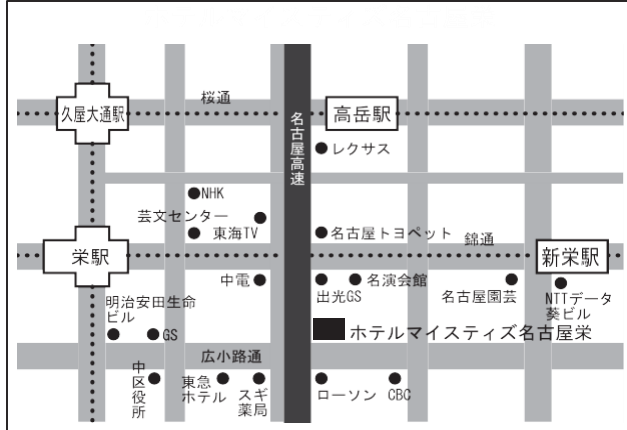 桜通
久屋大通駅
高岳駅
名古屋高速
レクサス
NHK
芸文センター
東海TV
名古屋トヨペット
錦通
栄駅
新栄駅
中電
出光GS
名演会館
名古屋園芸
NTTデータ
葵ビル
明治安田生命
ビル
GS
ホテルマイスティズ名古屋栄
広小路通
中区役所
東急
ホテル
スギ
薬局
ローソン
CBC